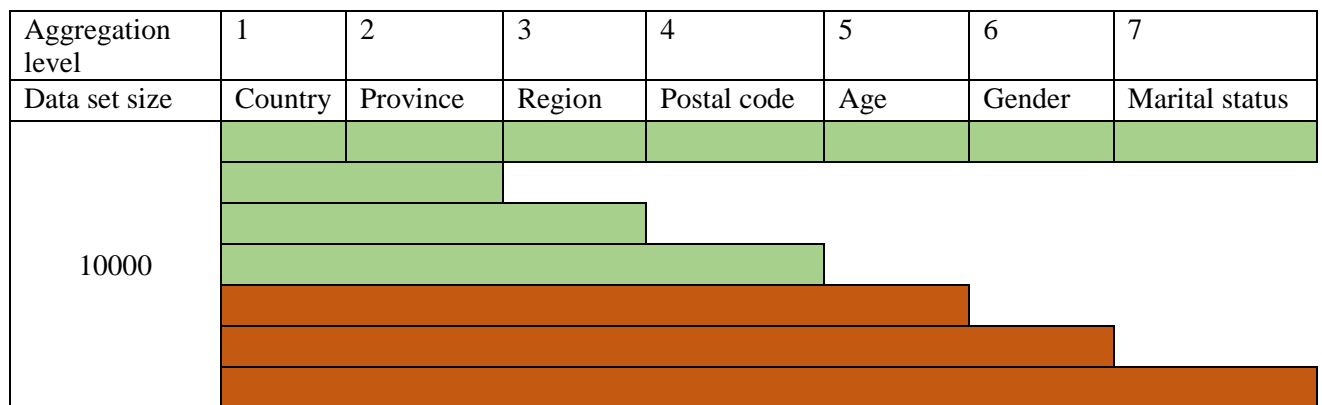 Aggregation level 1 2 3 4 5 6 7
Data set size Country Province Region Postal code Age Gender Marital status
10000